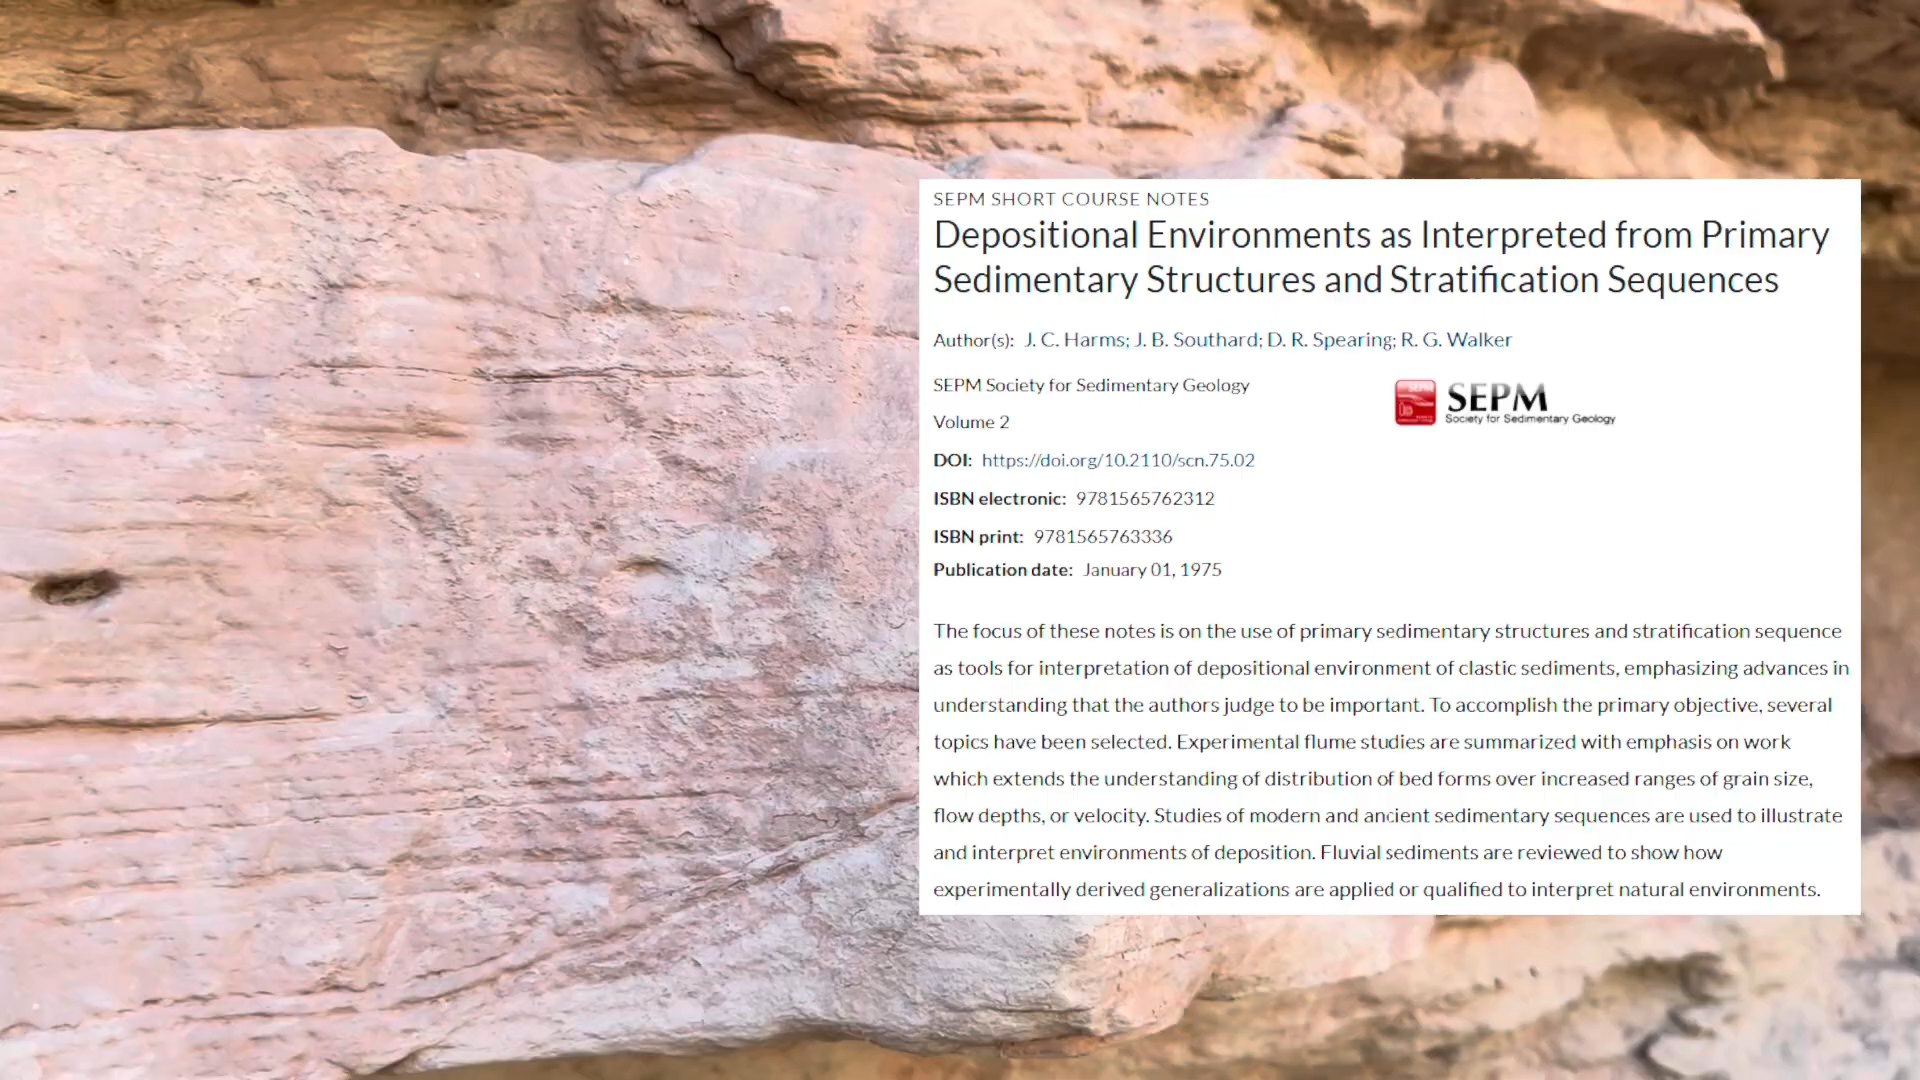 SEPM SHORT COURSE NOTES
Depositional Environments as Interpreted from Primary
Sedimentary Structures and Stratification Sequences
Author(s): J. C. Harms; J. B. Southard; D. R. Spearing; R. G. Walker
SEPM Society for Sedimentary Geology
SEPM
Society for Sedimentary Geology
Volume 2
DOI: https://doi.org/10.2110/scn.75.02
ISBN electronic: 9781565762312
ISBN print: 9781565763336
Publication date: January 01, 1975
The focus of these notes is on the use of primary sedimentary structures and stratification sequence
as tools for interpretation of depositional environment of clastic sediments, emphasizing advances in
understanding that the authors judge to be important. To accomplish the primary objective, several
topics have been selected. Experimental flume studies are summarized with emphasis on work
which extends the understanding of distribution of bed forms over increased ranges of grain size,
flow depths, or velocity. Studies of modern and ancient sedimentary sequences are used to illustrate
and interpret environments of deposition. Fluvial sediments are reviewed to show how
experimentally derived generalizations are applied or qualified to interpret natural environments.